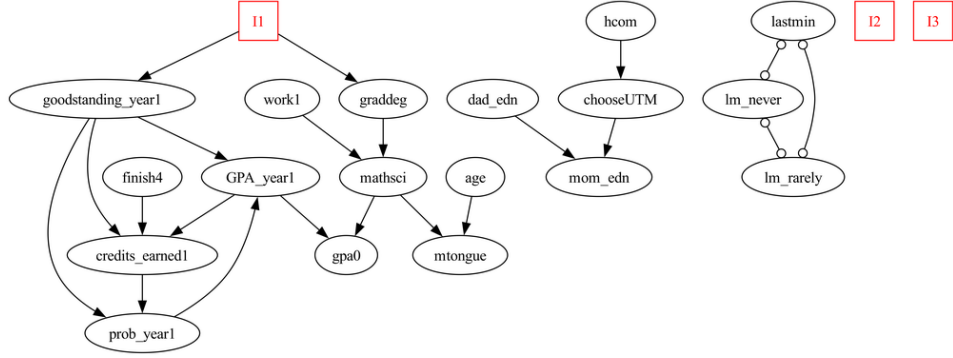 I1
hcom
lastmin
I2
I3
goodstanding_year1
work1
graddeg
dad_edn
chooseUTM
lm_never
finish4
GPA_year1
mathsci
age
mom_edn
lm_rarely
credits_earned1
gpa0
mtongue
prob_year1